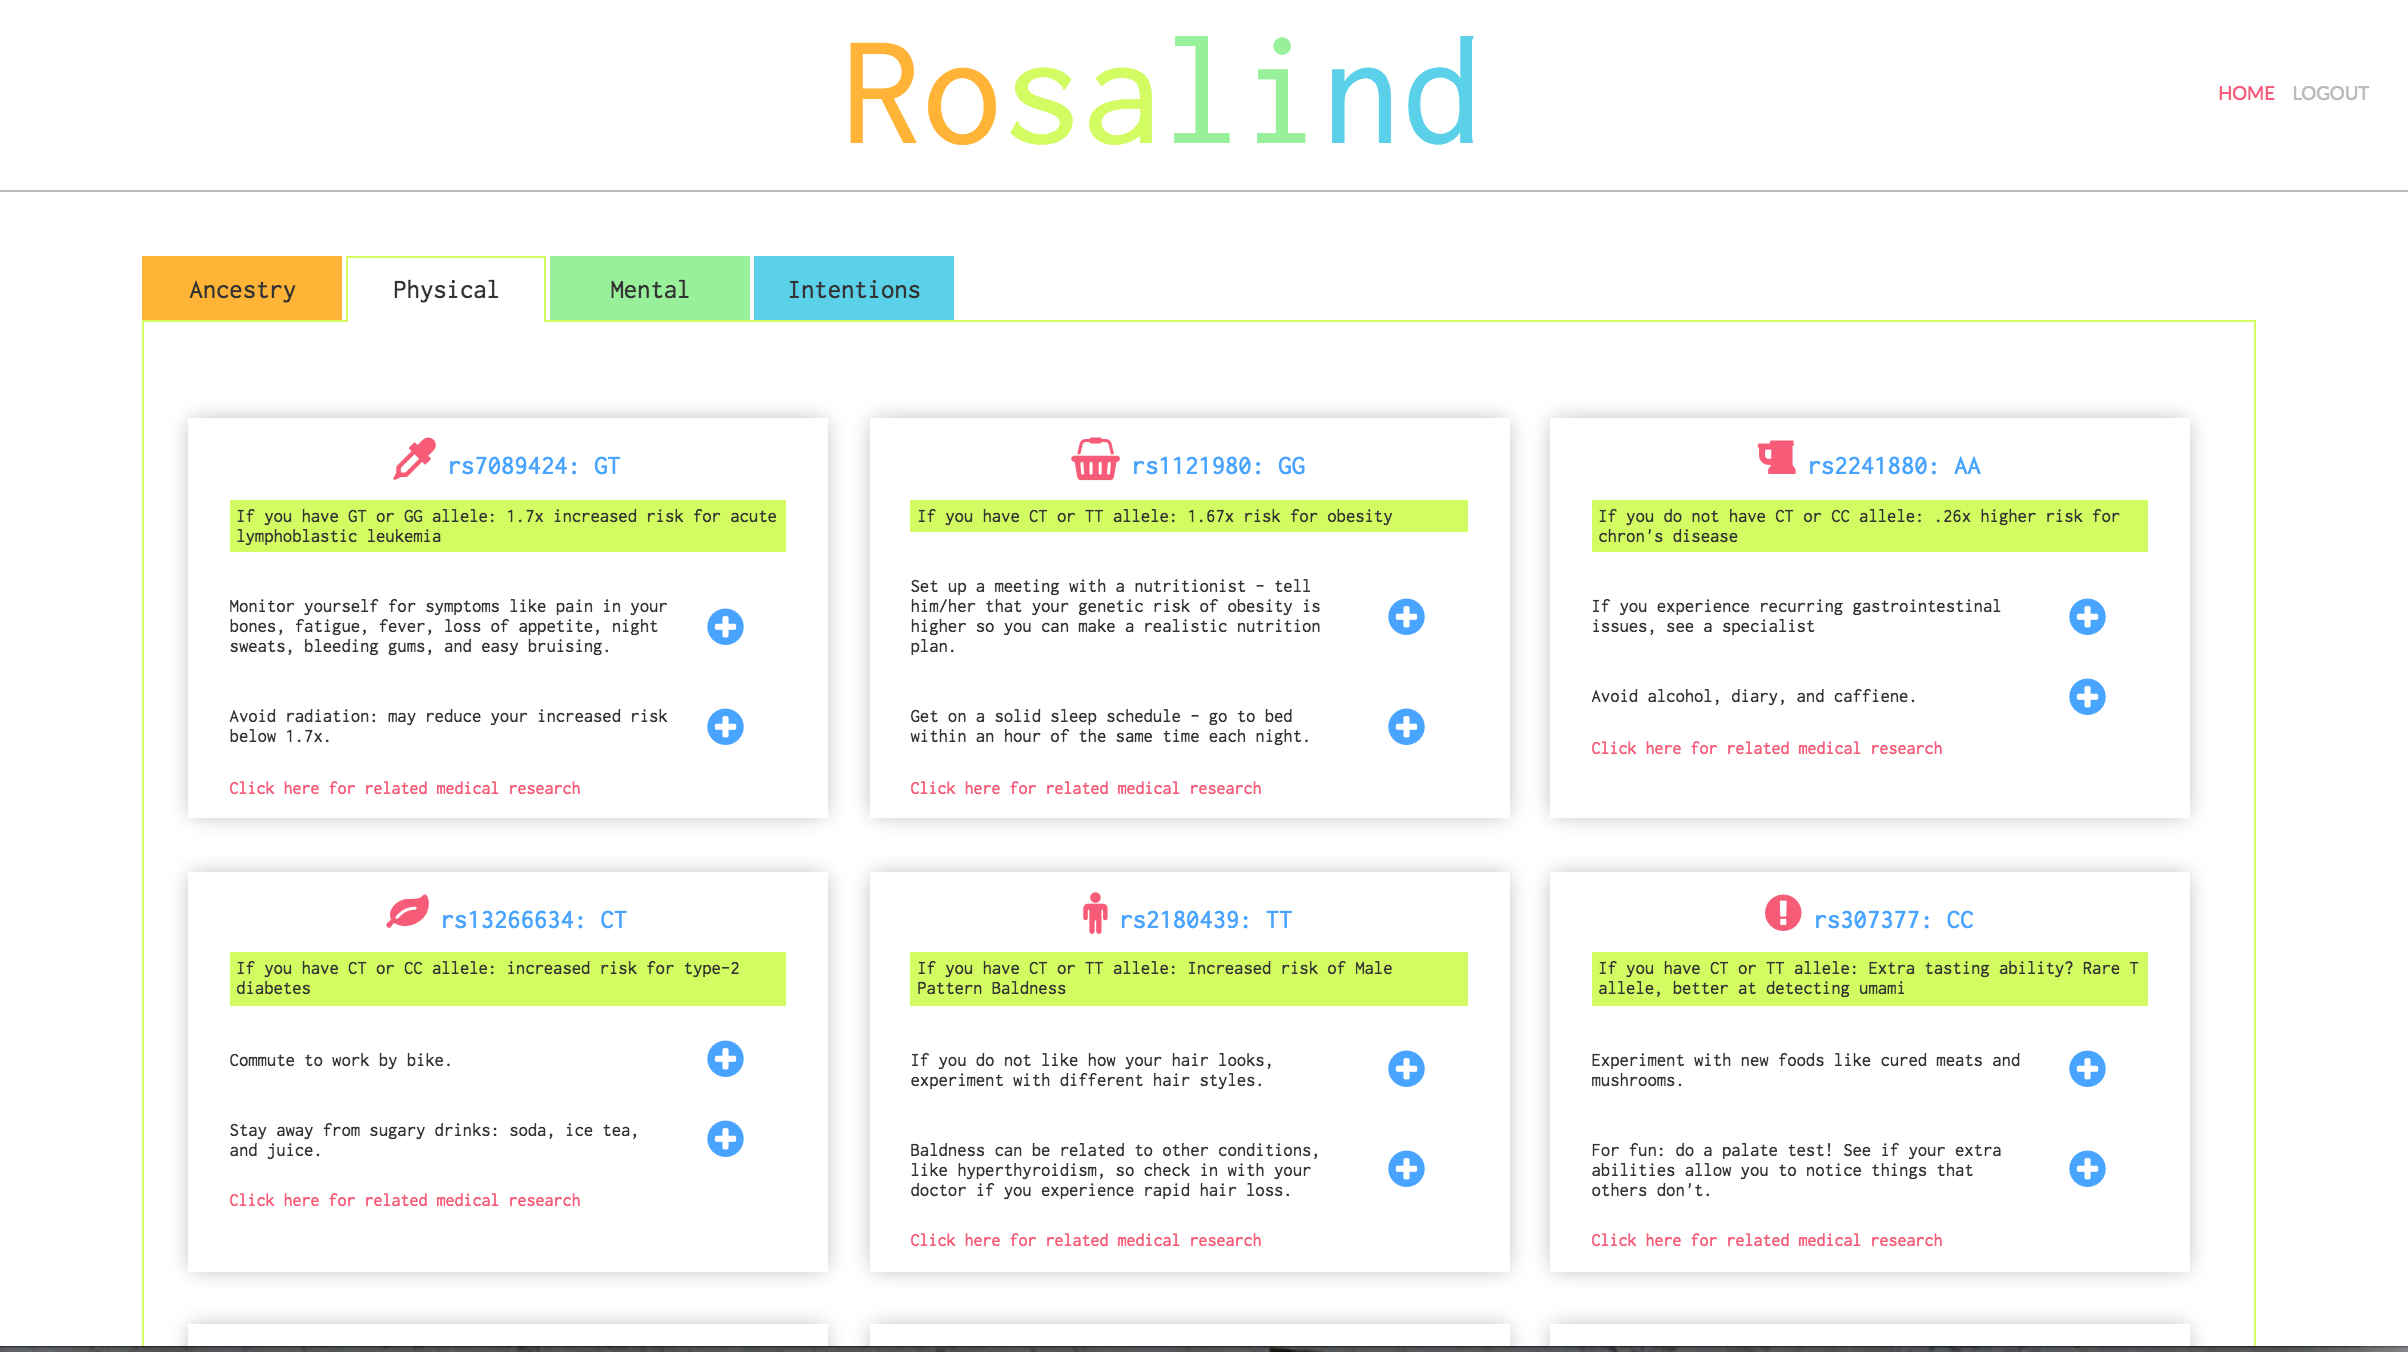 Rosalind
HOME LOGOUT
Ancestry
Physical
Mental
Intentions
rs7089424: GT
If you have GT or GG allele: 1.7x increased risk for acute
lymphoblastic leukemia
Monitor yourself for symptoms like pain in your
bones, fatigue, fever, loss of appetite, night
sweats, bleeding gums, and easy bruising.
Avoid radiation: may reduce your increased risk
below 1.7x.
Click here for related medical research
rs1121980: GG
If you have CT or TT allele: 1.67x risk for obesity
Set up a meeting with a nutritionist - tell
him/her that your genetic risk of obesity is
higher so you can make a realistic nutrition
plan.
Get on a solid sleep schedule - go to bed
within an hour of the same time each night.
Click here for related medical research
rs2241880: AA
If you do not have CT or CC allele: .26x higher risk for
chron's disease
If you experience recurring gastrointestinal
issues, see a specialist
Avoid alcohol, diary, and caffiene.
Click here for related medical research
rs13266634: CT
If you have CT or CC allele: increased risk for type-2
diabetes
Commute to work by bike.
Stay away from sugary drinks: soda, ice tea,
and juice.
Click here for related medical research
rs2180439: TT
If you have CT or TT allele: Increased risk of Male
Pattern Baldness
If you do not like how your hair looks,
experiment with different hair styles.
Baldness can be related to other conditions,
like hyperthyroidism, so check in with your
doctor if you experience rapid hair loss.
Click here for related medical research
rs307377: CC
If you have CT or TT allele: Extra tasting ability? Rare T
allele, better at detecting umami
Experiment with new foods like cured meats and
mushrooms.
For fun: do a palate test! See if your extra
abilities allow you to notice things that
others don't.
Click here for related medical research